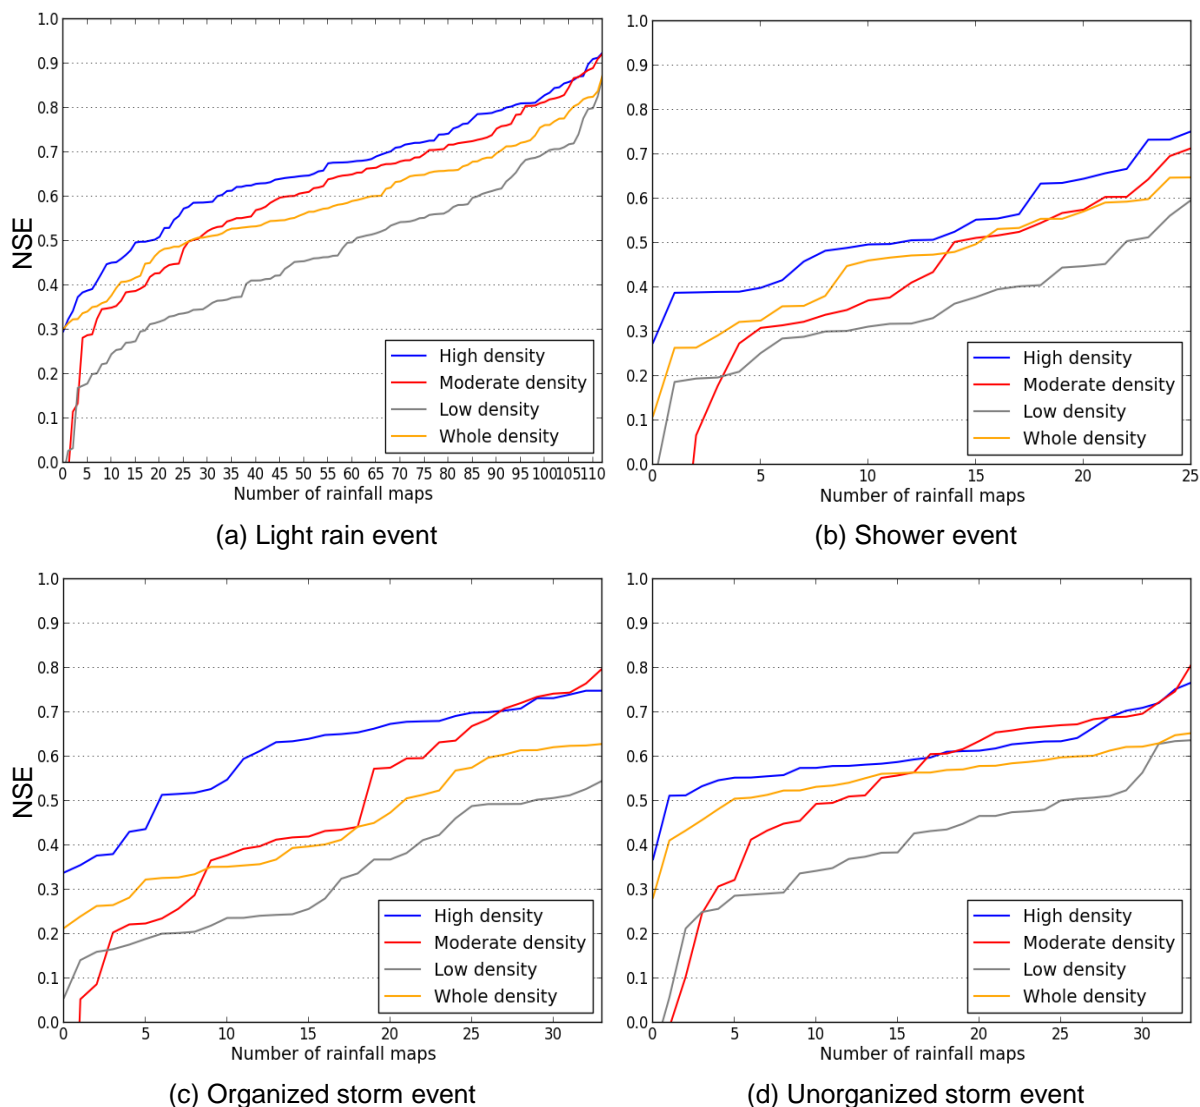 1.0
0.9
0.8
0.7
0.6
0.5
0.4
0.3
0.2
0.1
0.0
NSE
0 5 10 15 20 25 30 35 40 45 50 55 60 65 70 75 80 85 90 95 100 105 110
Number of rainfall maps
High density
Moderate density
Low density
Whole density
(a) Light rain event
1.0
0.9
0.8
0.7
0.6
0.5
0.4
0.3
0.2
0.1
0.0
0 5 10 15 20 25
Number of rainfall maps
High density
Moderate density
Low density
Whole density
(b) Shower event
1.0
0.9
0.8
0.7
0.6
0.5
0.4
0.3
0.2
0.1
0.0
NSE
0 5 10 15 20 25 30
Number of rainfall maps
High density
Moderate density
Low density
Whole density
(c) Organized storm event
1.0
0.9
0.8
0.7
0.6
0.5
0.4
0.3
0.2
0.1
0.0
0 5 10 15 20 25 30
Number of rainfall maps
High density
Moderate density
Low density
Whole density
(d) Unorganized storm event